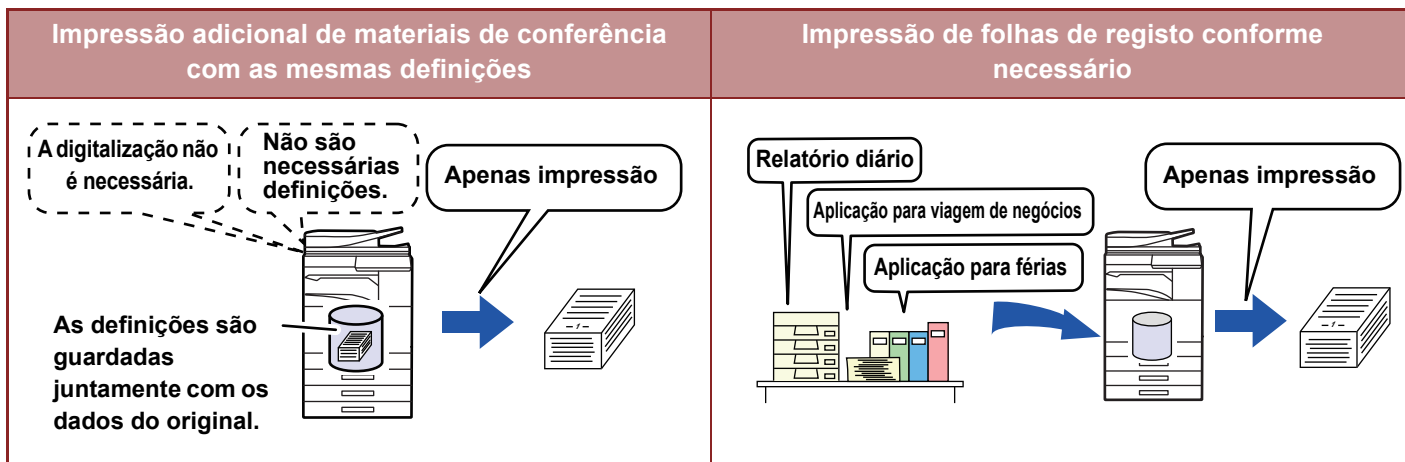 Impressão adicional de materiais de conferência
com as mesmas definições
A digitalização não
é necessária.
Não são
necessárias
definições.
Apenas impressão
As definições são
guardadas
juntamente com os
dados do original.
-1-
Impressão de folhas de registo conforme
necessário
Relatório diário
Aplicação para viagem de negócios
Aplicação para férias
Apenas impressão
-1-